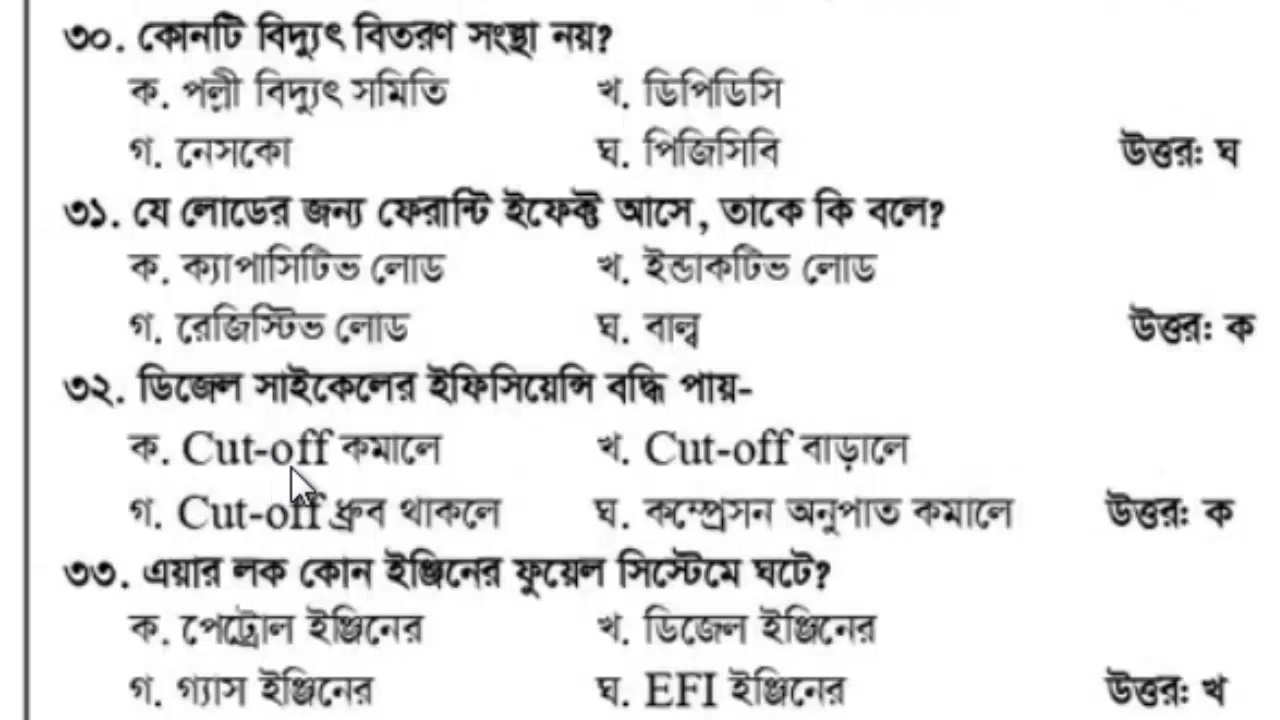 ৩০. কোনটি বিদ্যুৎ বিতরণ সংস্থা নয়?
ক. পল্লী বিদ্যুৎ সমিতি খ. ডিপিডিসি
গ. নেসকো ঘ. পিজিসিবি উত্তর: ঘ
৩১. যে লোডের জন্য ফেরান্টি ইফেক্ট আসে, তাকে কি বলে?
ক. ক্যাপাসিটিভ লোড খ. ইন্ডাকটিভ লোড
গ. রেজিস্টিভ লোড ঘ. বাল্ব উত্তর: ক
৩২. ডিজেল সাইকেলের ইফিসিয়েন্সি বদ্ধি পায়-
ক. Cut-off কমালে খ. Cut-off বাড়ালে
গ. Cut-off ধ্রুব থাকলে ঘ. কম্প্রেসন অনুপাত কমালে উত্তর: ক
৩৩. এয়ার লক কোন ইঞ্জিনের ফুয়েল সিস্টেমে ঘটে?
ক. পেট্রোল ইঞ্জিনের খ. ডিজেল ইঞ্জিনের
গ. গ্যাস ইঞ্জিনের ঘ. EFI ইঞ্জিনের উত্তর: খ